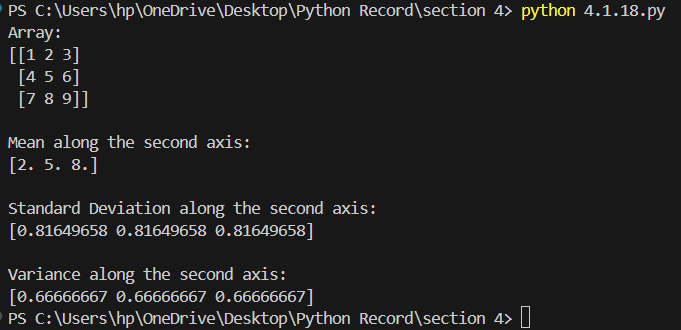 PS C:\Users\hp\OneDrive\Desktop\Python Record\section 4> python 4.1.18.py
Array:
[[1 2 3]
 [4 5 6]
 [7 8 9]]
Mean along the second axis:
[2. 5. 8.]
Standard Deviation along the second axis:
[0.81649658 0.81649658 0.81649658]
Variance along the second axis:
[0.66666667 0.66666667 0.66666667]
PS C:\Users\hp\OneDrive\Desktop\Python Record\section 4>